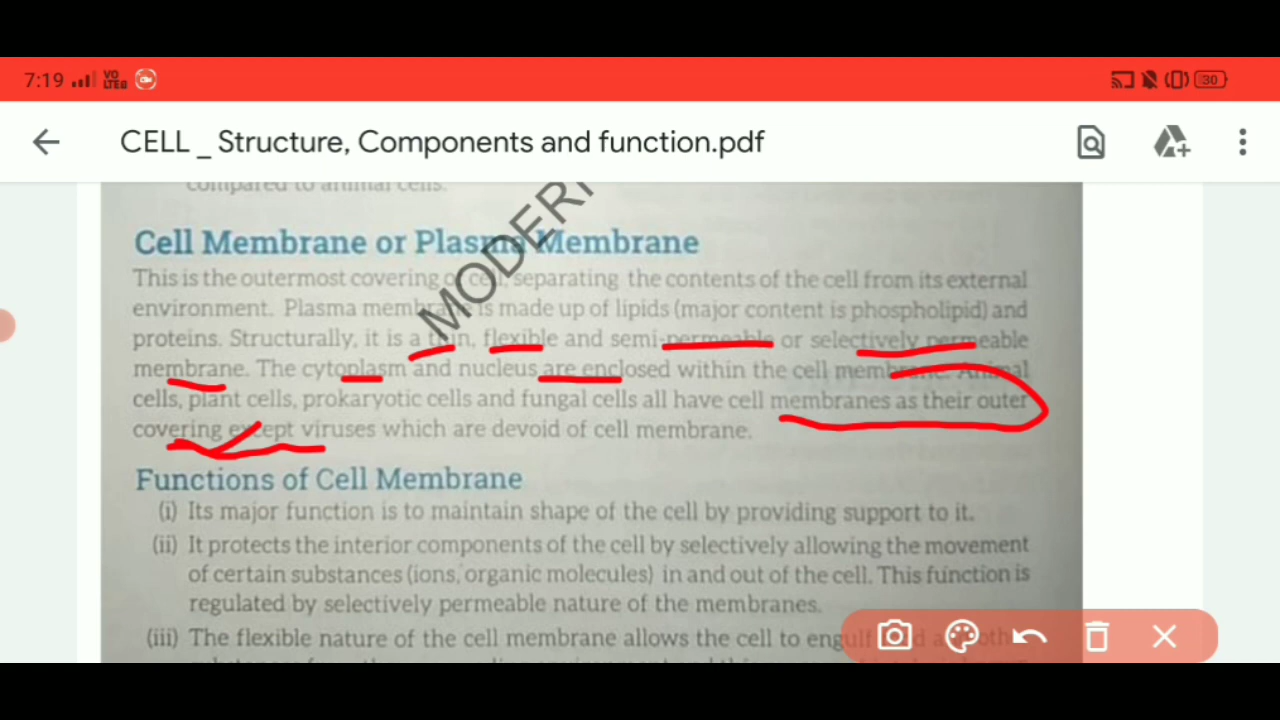 7:19 VO LTE 30
CELL _ Structure, Components and function.pdf
compared to animal cells.
Cell Membrane or Plasma Membrane
This is the outermost covering of cell, separating the contents of the cell from its external
environment. Plasma membrane is made up of lipids (major content is phospholipid) and
proteins. Structurally, it is a thin, flexible and semi-permeable or selectively permeable
membrane. The cytoplasm and nucleus are enclosed within the cell membrane. Animal
cells, plant cells, prokaryotic cells and fungal cells all have cell membranes as their outer
covering except viruses which are devoid of cell membrane.
Functions of Cell Membrane
(i) Its major function is to maintain shape of the cell by providing support to it.
(ii) It protects the interior components of the cell by selectively allowing the movement
of certain substances (ions, organic molecules) in and out of the cell. This function is
regulated by selectively permeable nature of the membranes.
(iii) The flexible nature of the cell membrane allows the cell to engulf